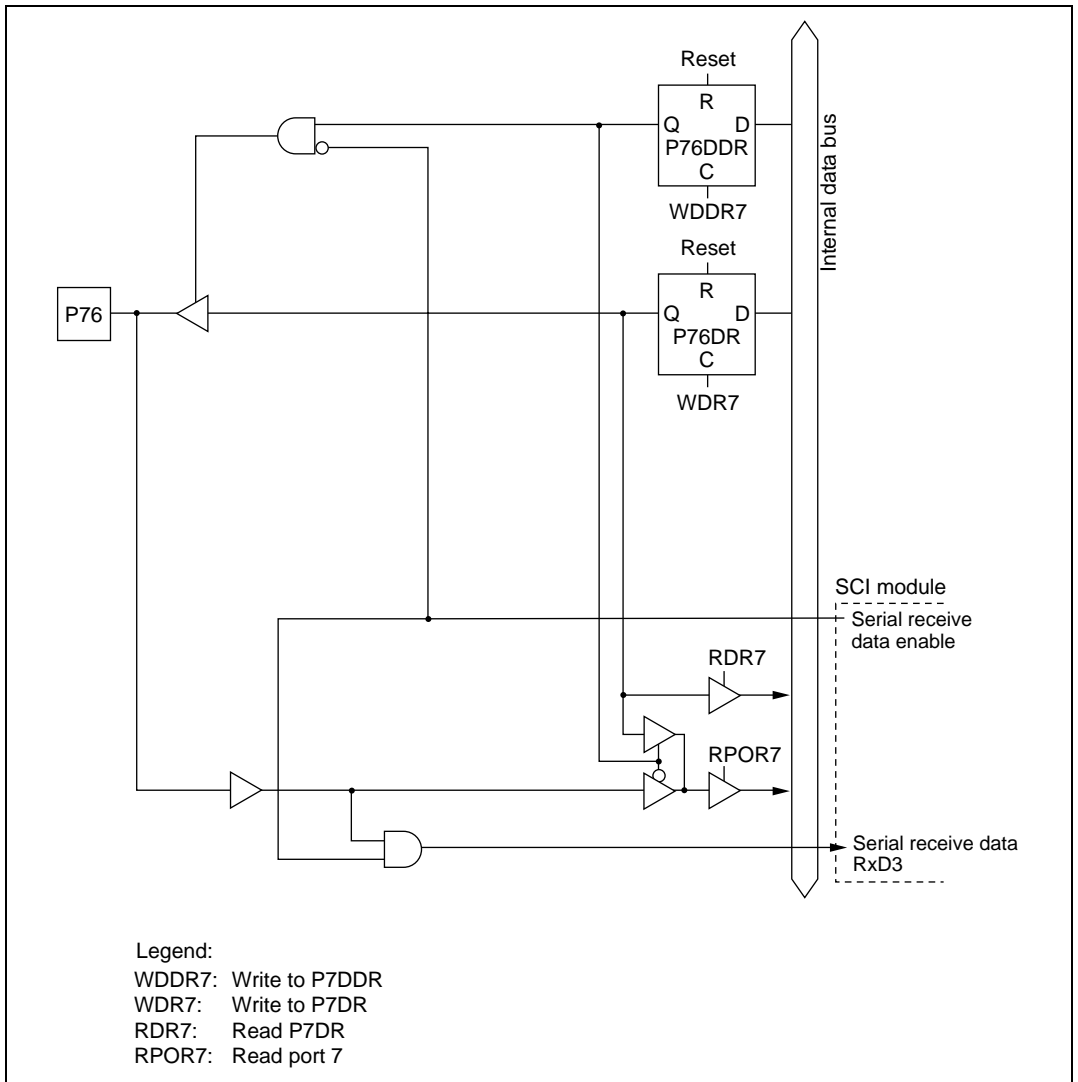 Reset
R
Q D
P76DDR
C
WDDR7
Internal data bus
Reset
R
P76
Q D
P76DR
C
WDR7
SCI module
Serial receive
data enable
RDR7
RPOR7
Serial receive data
RxD3
Legend:
WDDR7: Write to P7DDR
WDR7: Write to P7DR
RDR7: Read P7DR
RPOR7: Read port 7